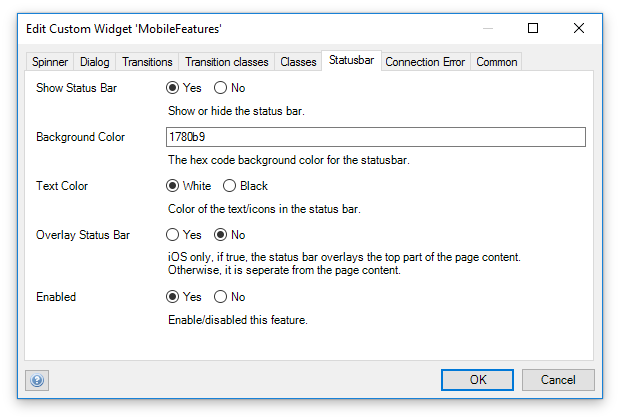 Edit Custom Widget 'MobileFeatures'
Spinner Dialog Transitions Transition classes Classes Statusbar Connection Error Common
Show Status Bar Yes No
Show or hide the status bar.
Background Color 1780b9
The hex code background color for the statusbar.
Text Color White Black
Color of the text/icons in the status bar.
Overlay Status Bar Yes No
iOS only, if true, the status bar overlays the top part of the page content.
Otherwise, it is seperate from the page content.
Enabled Yes No
Enable/disabled this feature.
? OK Cancel